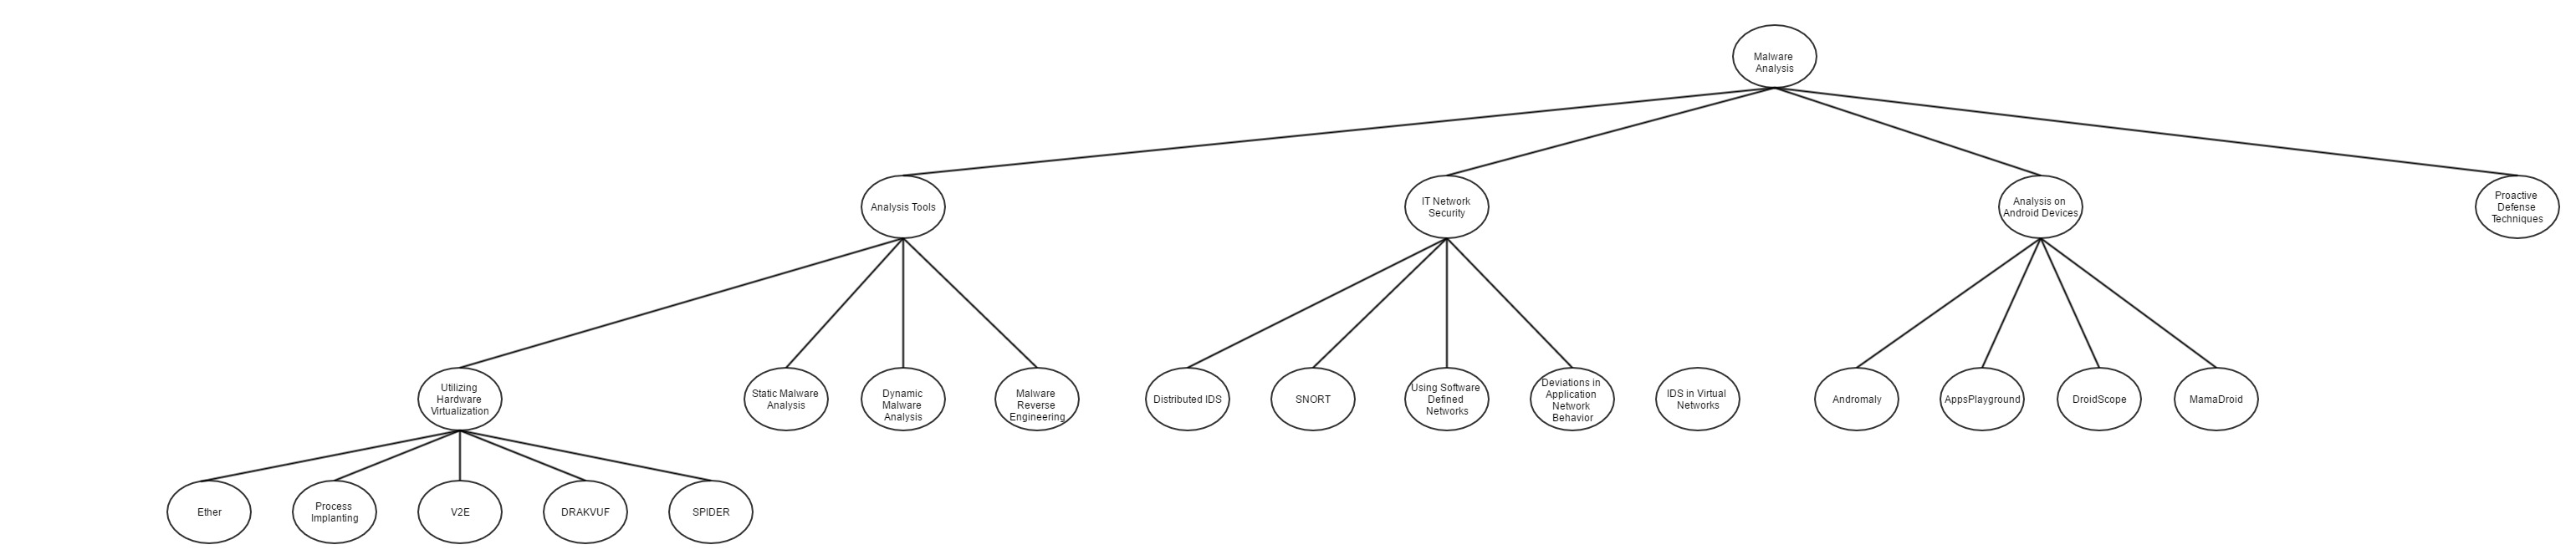 Malware
Analysis
Analysis Tools
IT Network
Security
Analysis on
Android Devices
Proactive
Defense
Techniques
Utilizing
Hardware
Virtualization
Static Malware
Analysis
Dynamic
Malware
Analysis
Malware
Reverse
Engineering
Distributed IDS
SNORT
Using Software
Defined
Networks
Deviations in
Application
Network
Behavior
IDS in Virtual
Networks
Andromaly
AppsPlayground
DroidScope
MamaDroid
Ether
Process
Implanting
V2E
DRAKVUF
SPIDER